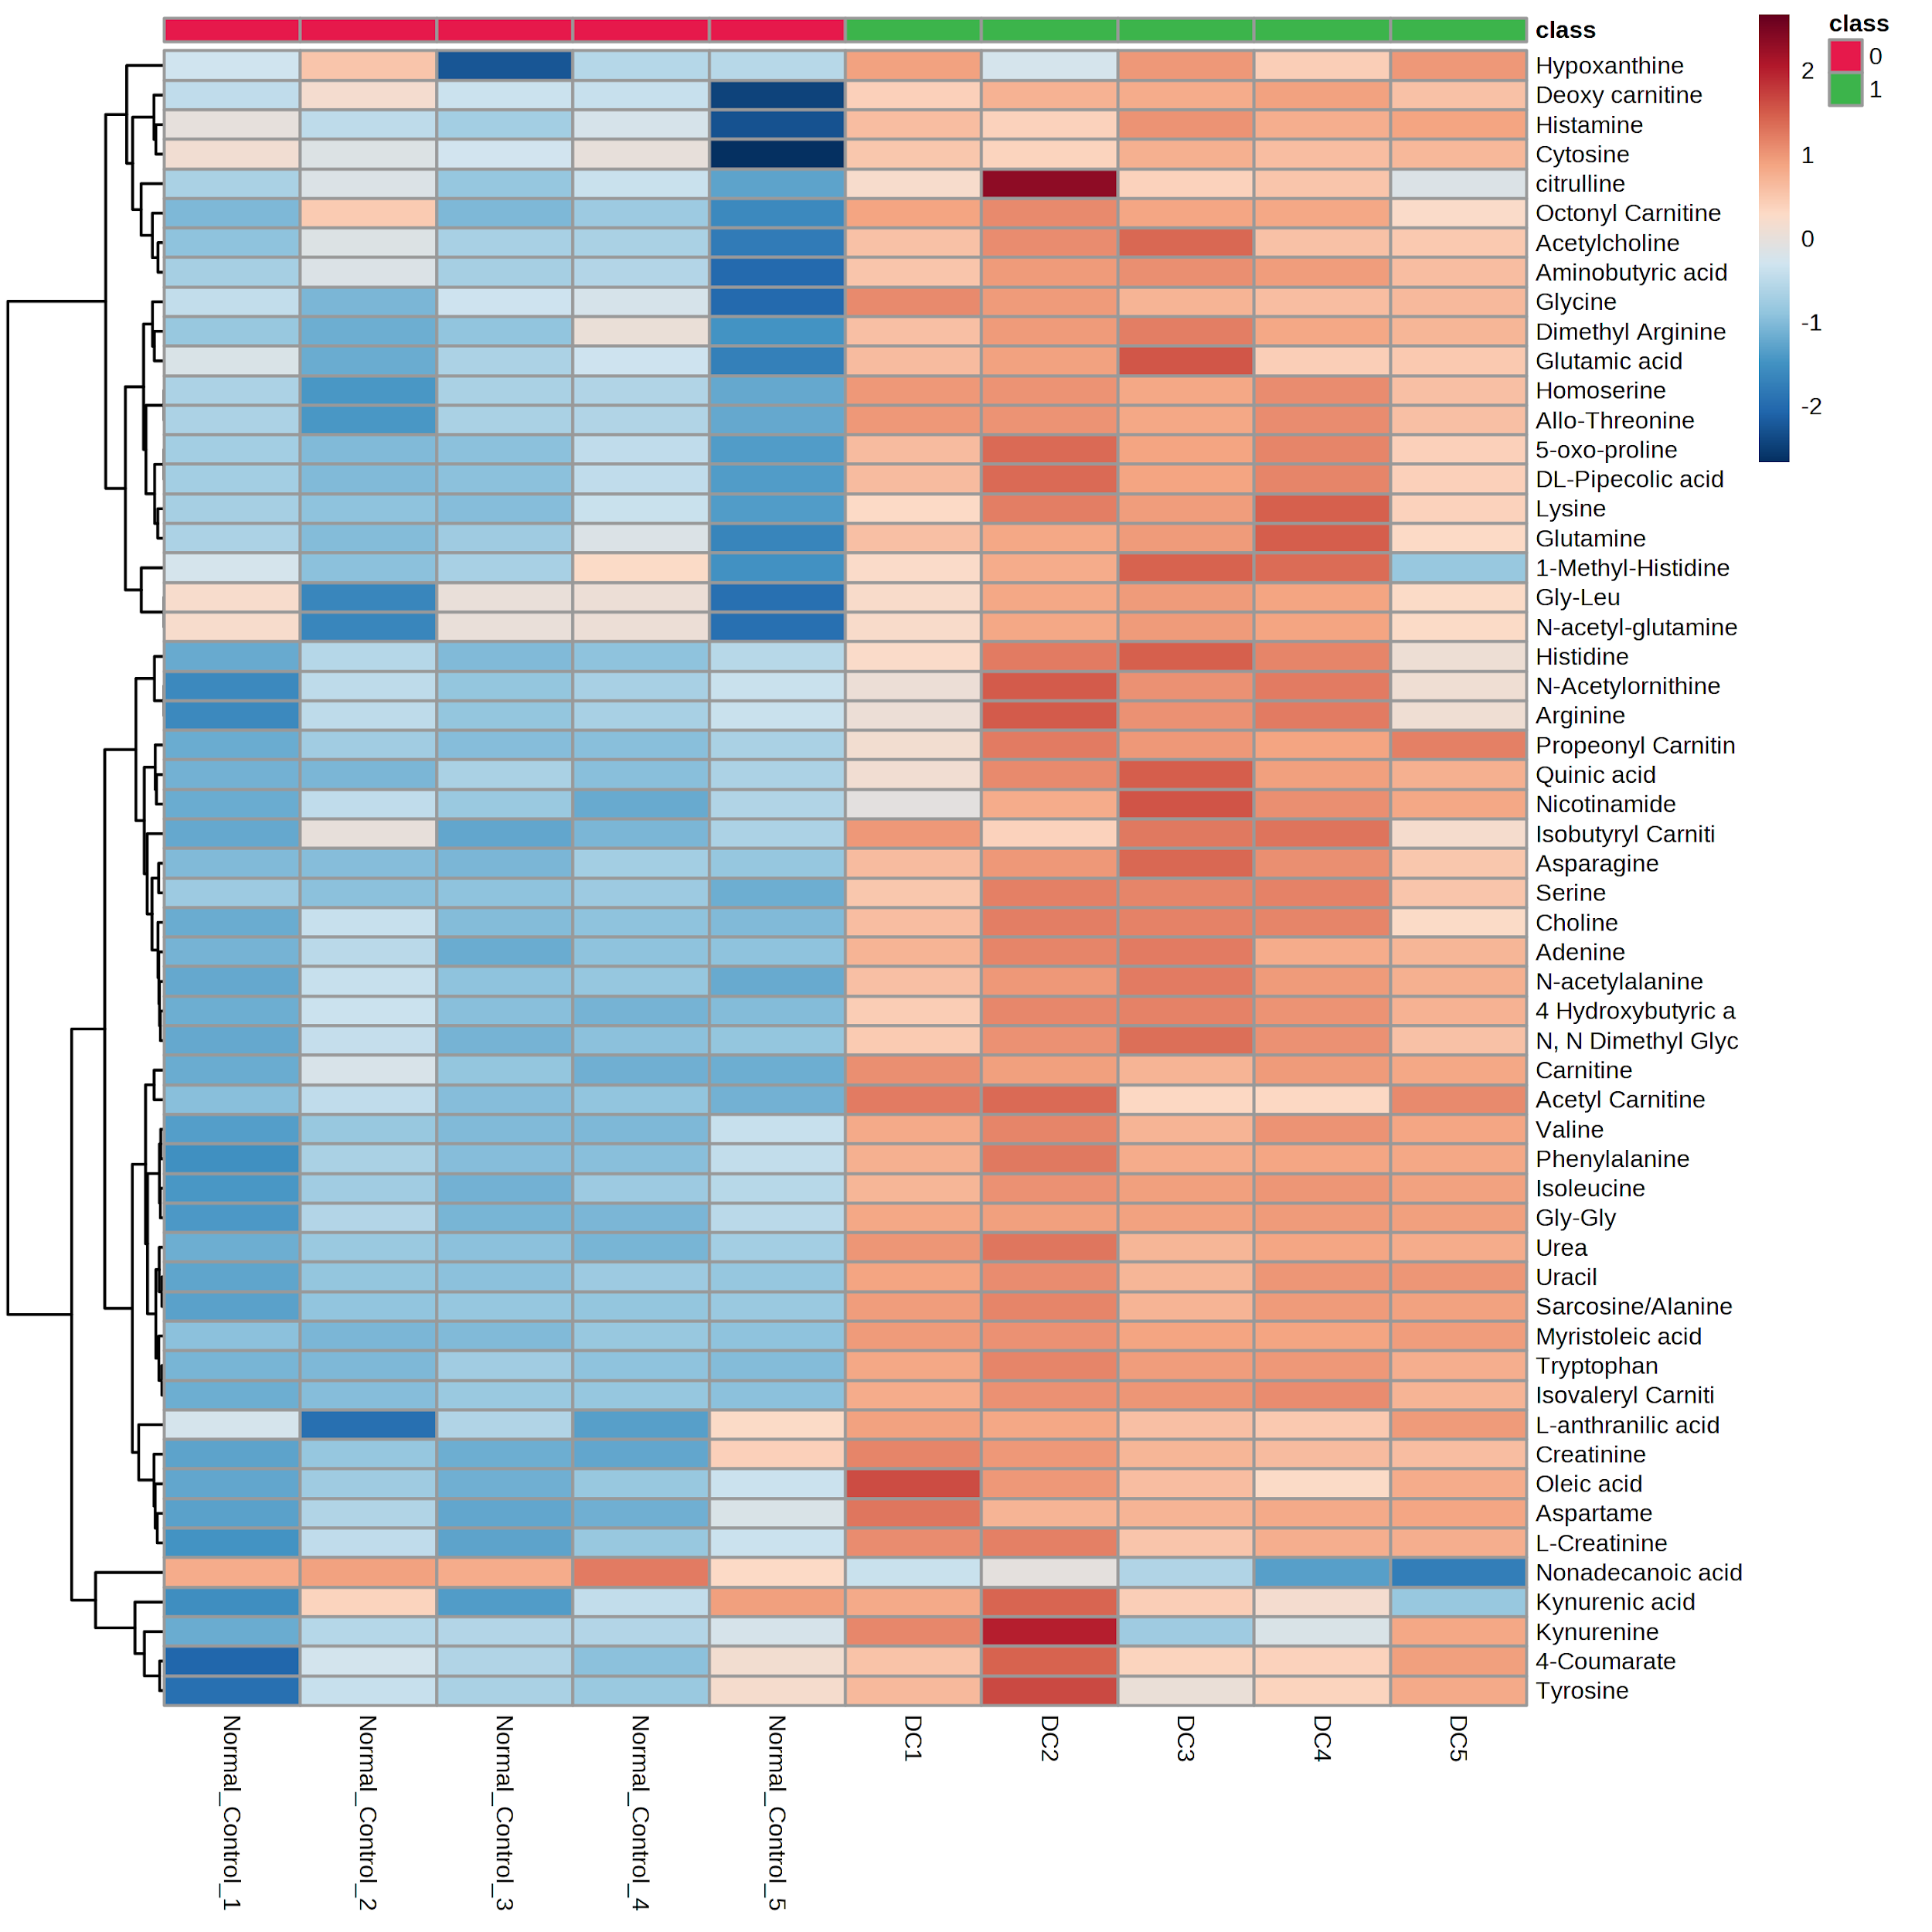 class
Hypoxanthine
Deoxy carnitine
Histamine
Cytosine
citrulline
Octonyl Carnitine
Acetylcholine
Aminobutyric acid
Glycine
Dimethyl Arginine
Glutamic acid
Homoserine
Allo-Threonine
5-oxo-proline
DL-Pipecolic acid
Lysine
Glutamine
1-Methyl-Histidine
Gly-Leu
N-acetyl-glutamine
Histidine
N-Acetylornithine
Arginine
Propeonyl Carnitin
Quinic acid
Nicotinamide
Isobutyryl Carniti
Asparagine
Serine
Choline
Adenine
N-acetylalanine
4 Hydroxybutyric a
N, N Dimethyl Glyc
Carnitine
Acetyl Carnitine
Valine
Phenylalanine
Isoleucine
Gly-Gly
Urea
Uracil
Sarcosine/Alanine
Myristoleic acid
Tryptophan
Isovaleryl Carniti
L-anthranilic acid
Creatinine
Oleic acid
Aspartame
L-Creatinine
Nonadecanoic acid
Kynurenic acid
Kynurenine
4-Coumarate
Tyrosine
2
1
0
-1
-2
class
0
1
Normal_Control_1
Normal_Control_2
Normal_Control_3
Normal_Control_4
Normal_Control_5
DC1
DC2
DC3
DC4
DC5